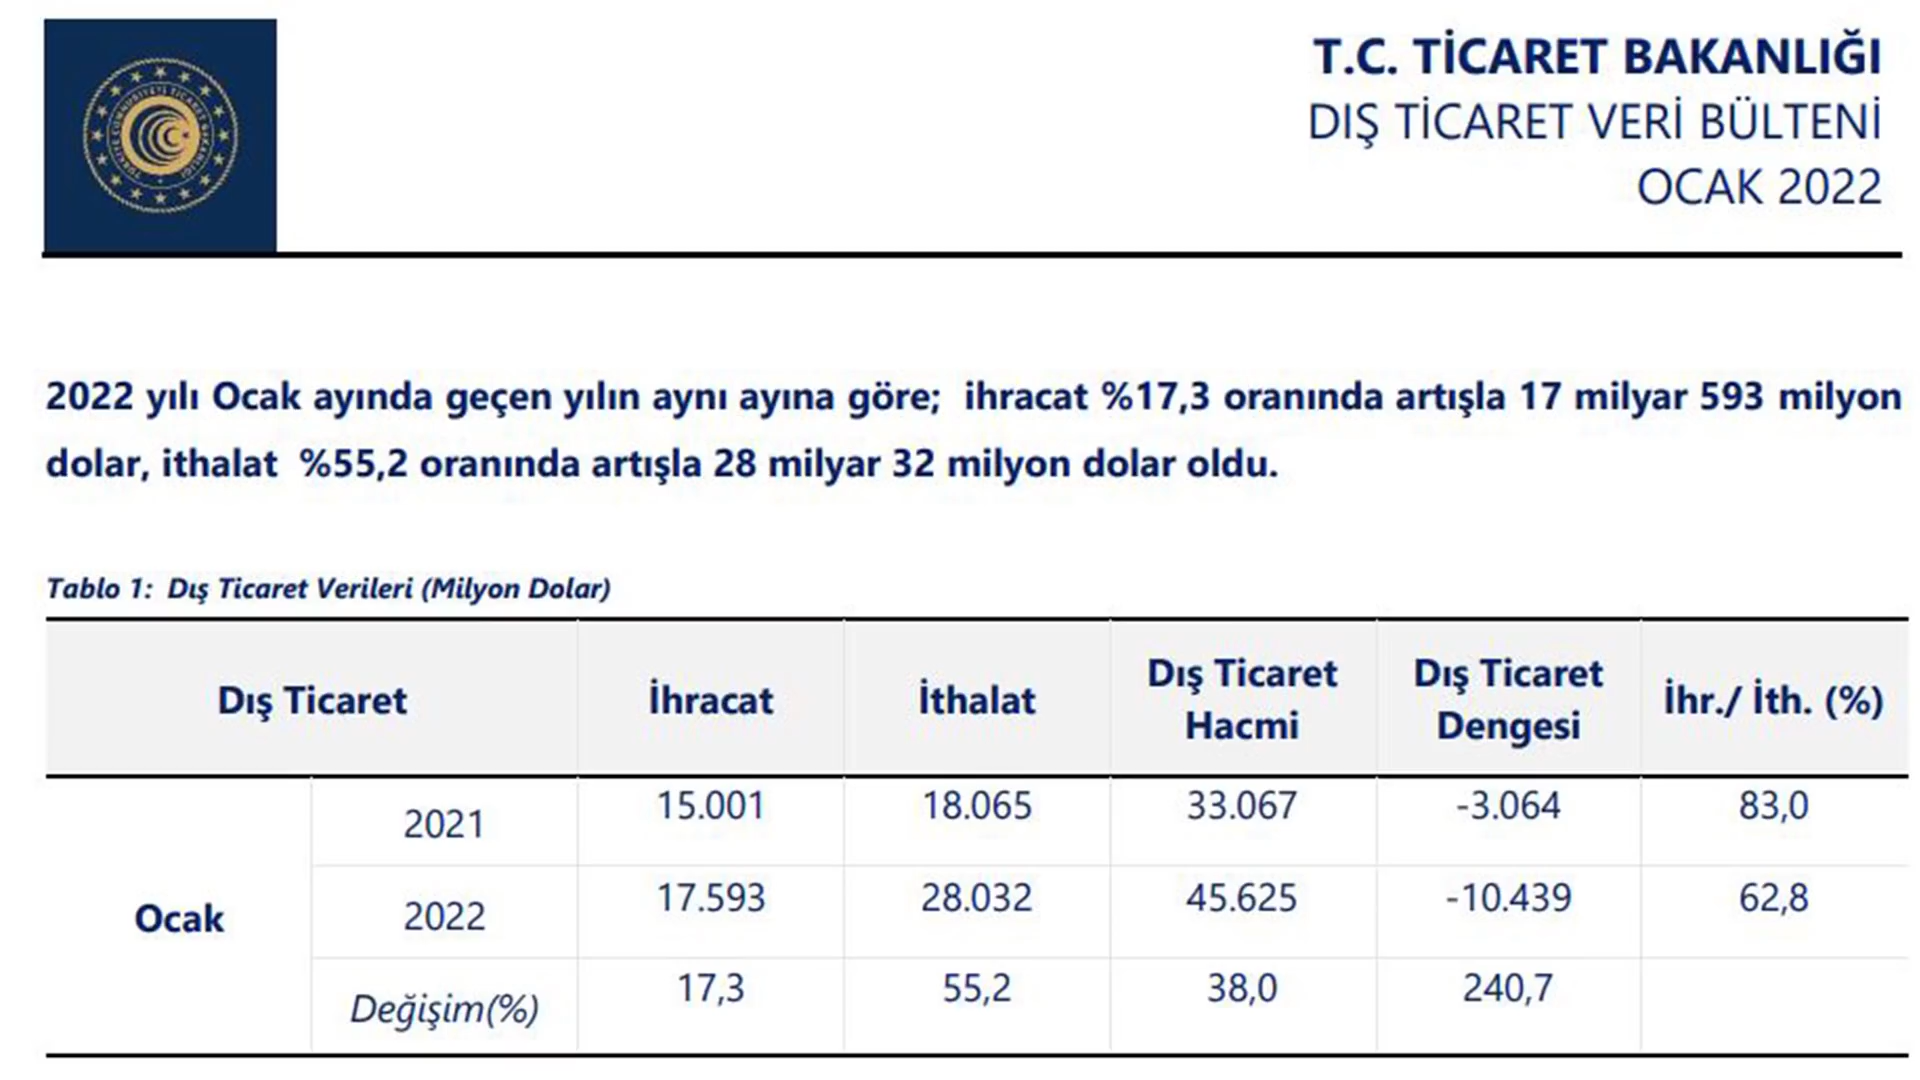 T.C. TİCARET BAKANLIĞI
DIŞ TİCARET VERİ BÜLTENİ
OCAK 2022
2022 yılı Ocak ayında geçen yılın aynı ayına göre; ihracat %17,3 oranında artışla 17 milyar 593 milyon
dolar, ithalat %55,2 oranında artışla 28 milyar 32 milyon dolar oldu.
Tablo 1: Dış Ticaret Verileri (Milyon Dolar)
Dış Ticaret İhracat İthalat Dış Ticaret Hacmi Dış Ticaret Dengesi İhr./ İth. (%)
Ocak
2021 15.001 18.065 33.067 -3.064 83,0
2022 17.593 28.032 45.625 -10.439 62,8
Değişim(%) 17,3 55,2 38,0 240,7